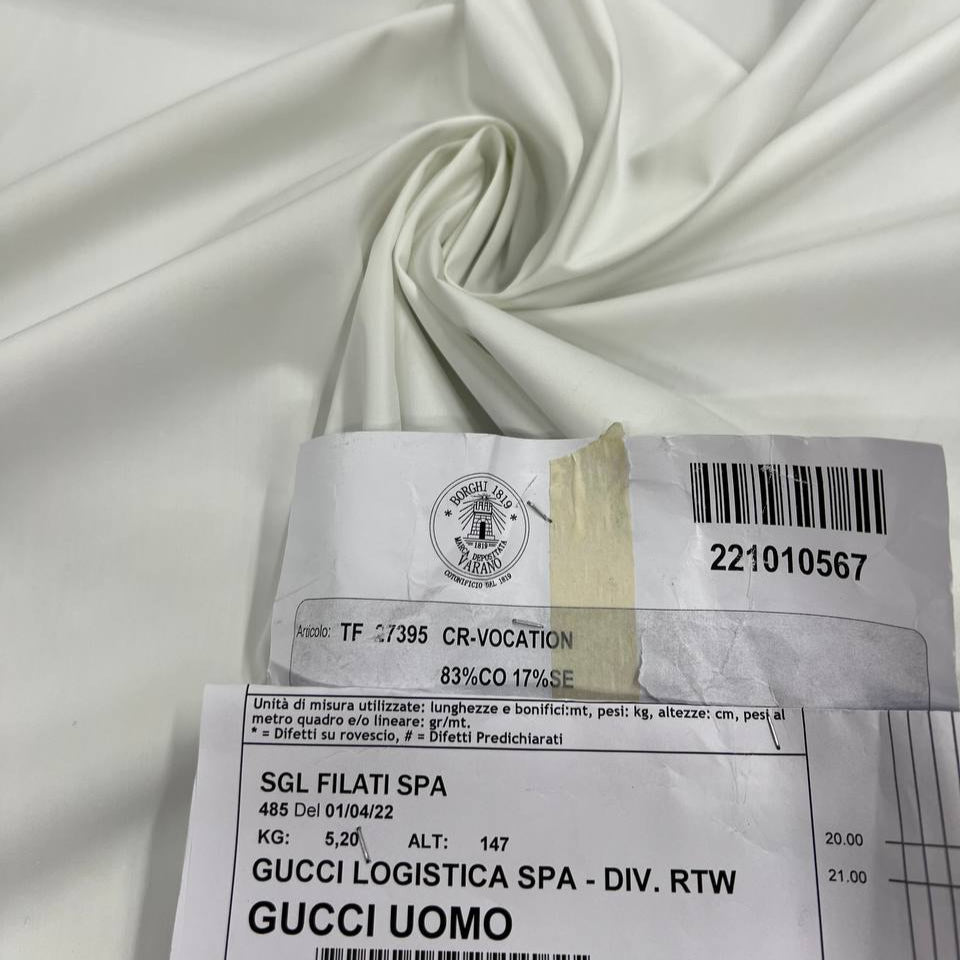 BORGHI 1819
1819
MARCA DEPOSITATA
VARANO
COTONIFICIO DAL 1819
221010567
Articolo: TF 27395 CR-VOCATION
83%CO 17%SE
Unità di misura utilizzate: lunghezze e bonifici:mt, pesi: kg, altezze: cm, pesi al
metro quadro e/o lineare: gr/mt.
* = Difetti su rovescio, # = Difetti Predichiarati
SGL FILATI SPA
485 Del 01/04/22
KG: 5,20 ALT: 147
20.00
GUCCI LOGISTICA SPA - DIV. RTW
21.00
GUCCI UOMO